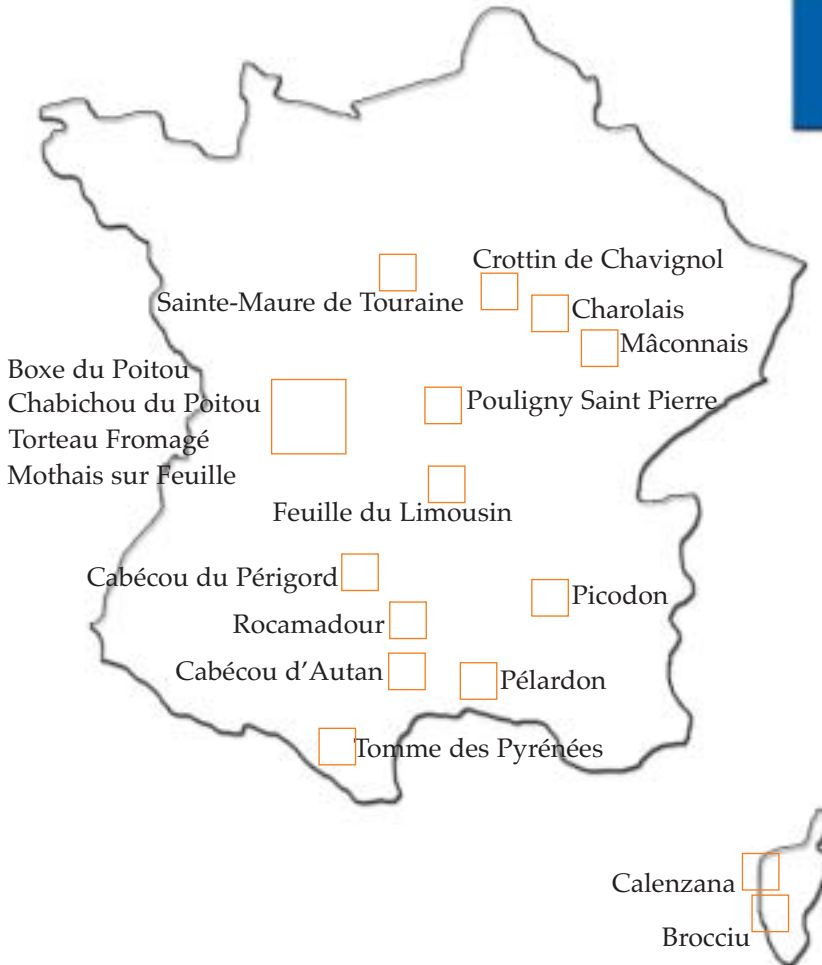 Crottin de Chavignol
Sainte-Maure de Touraine
Charolais
Mâconnais
Boxe du Poitou
Chabichou du Poitou
Torteau Fromagé
Mothais sur Feuille
Pouligny Saint Pierre
Feuille du Limousin
Cabécou du Périgord
Picodon
Rocamadour
Cabécou d'Autan
Pélardon
Tomme des Pyrénées
Calenzana
Brocciu